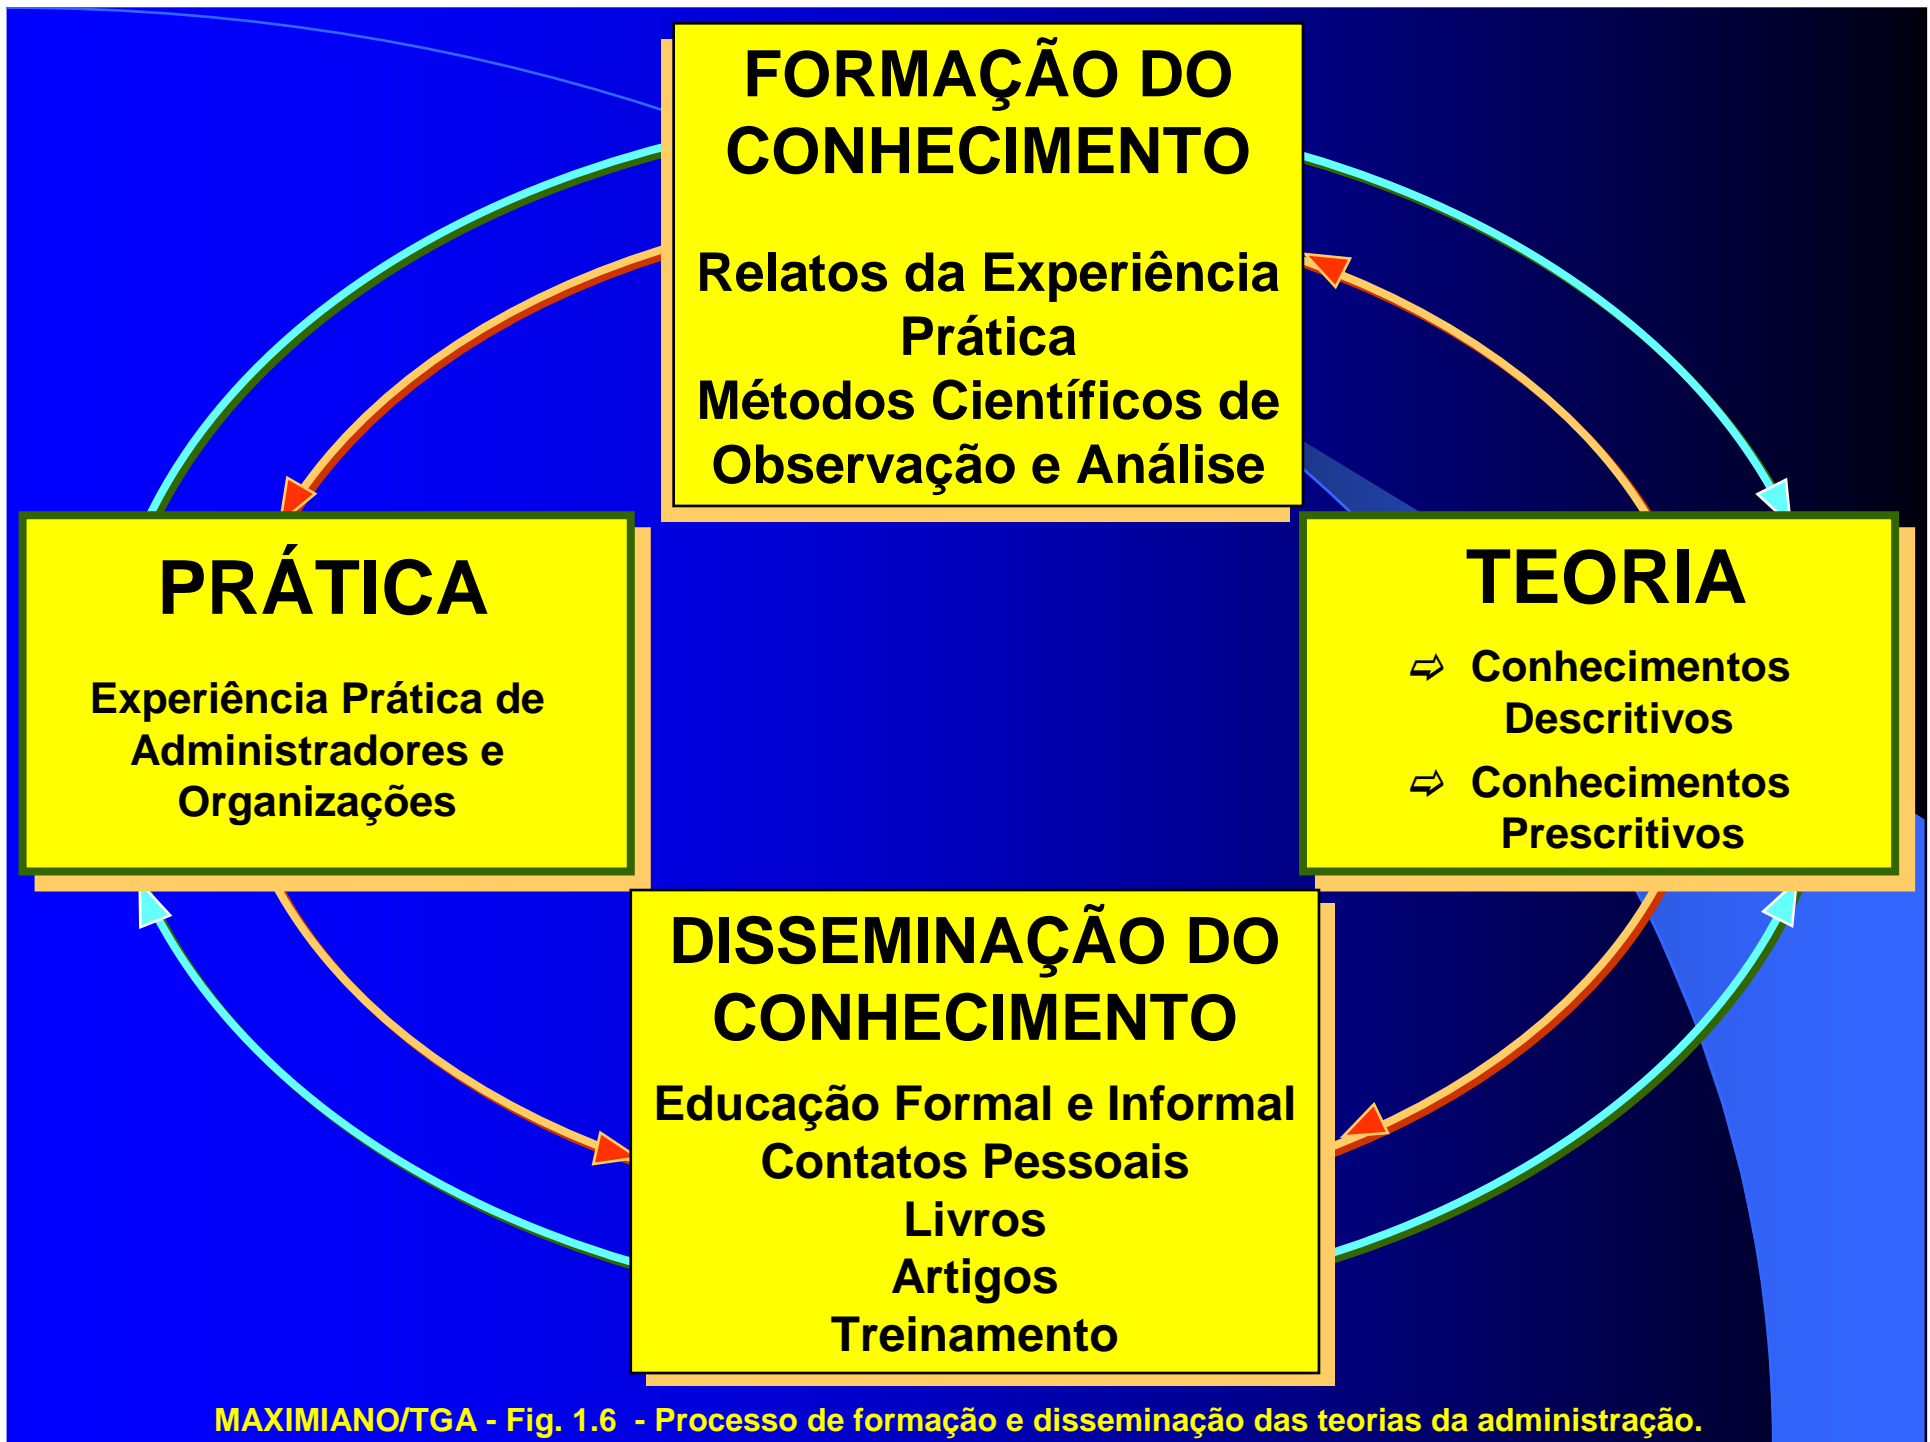 FORMAÇÃO DO
CONHECIMENTO
Relatos da Experiência
Prática
Métodos Científicos de
Observação e Análise
PRÁTICA
Experiência Prática de
Administradores e
Organizações
TEORIA
➯ Conhecimentos
Descritivos
➯ Conhecimentos
Prescritivos
DISSEMINAÇÃO DO
CONHECIMENTO
Educação Formal e Informal
Contatos Pessoais
Livros
Artigos
Treinamento
MAXIMIANO/TGA - Fig. 1.6 - Processo de formação e disseminação das teorias da administração.